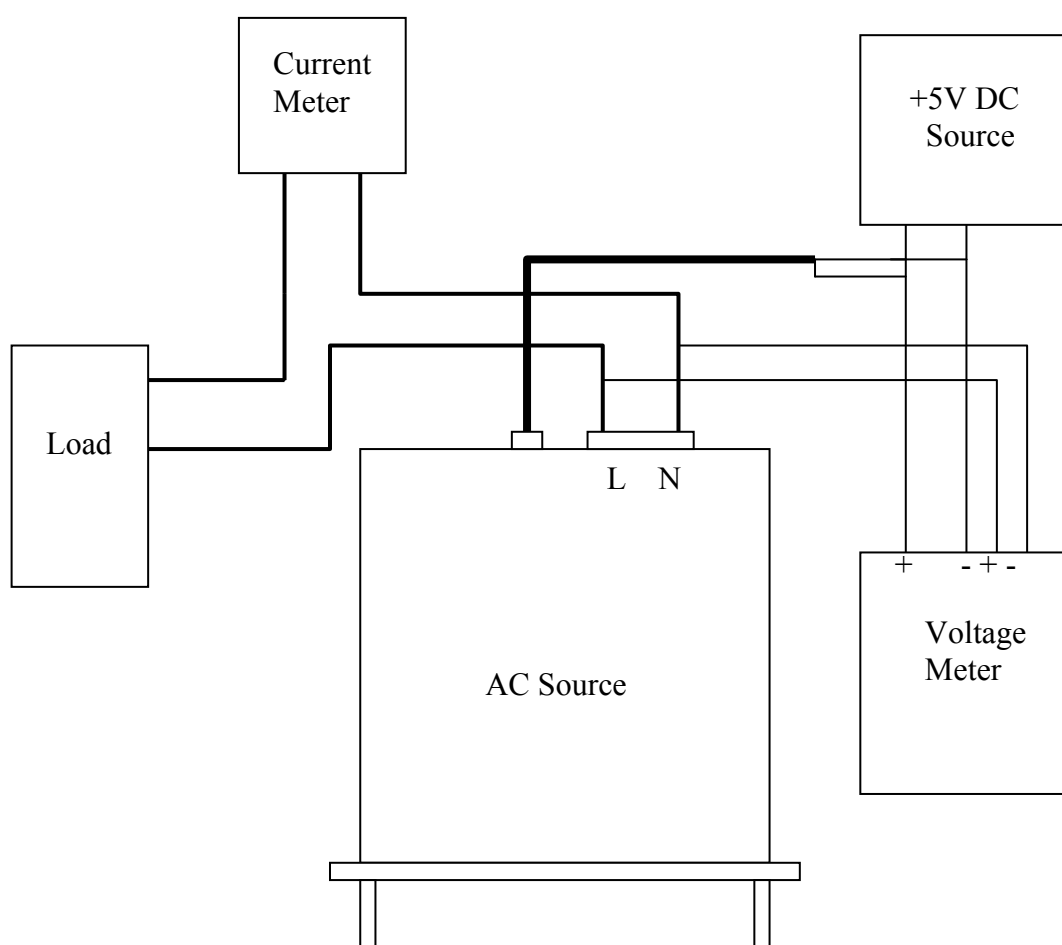 Current
Meter
+5V DC
Source
Load
L N
+ - + -
Voltage
Meter
AC Source